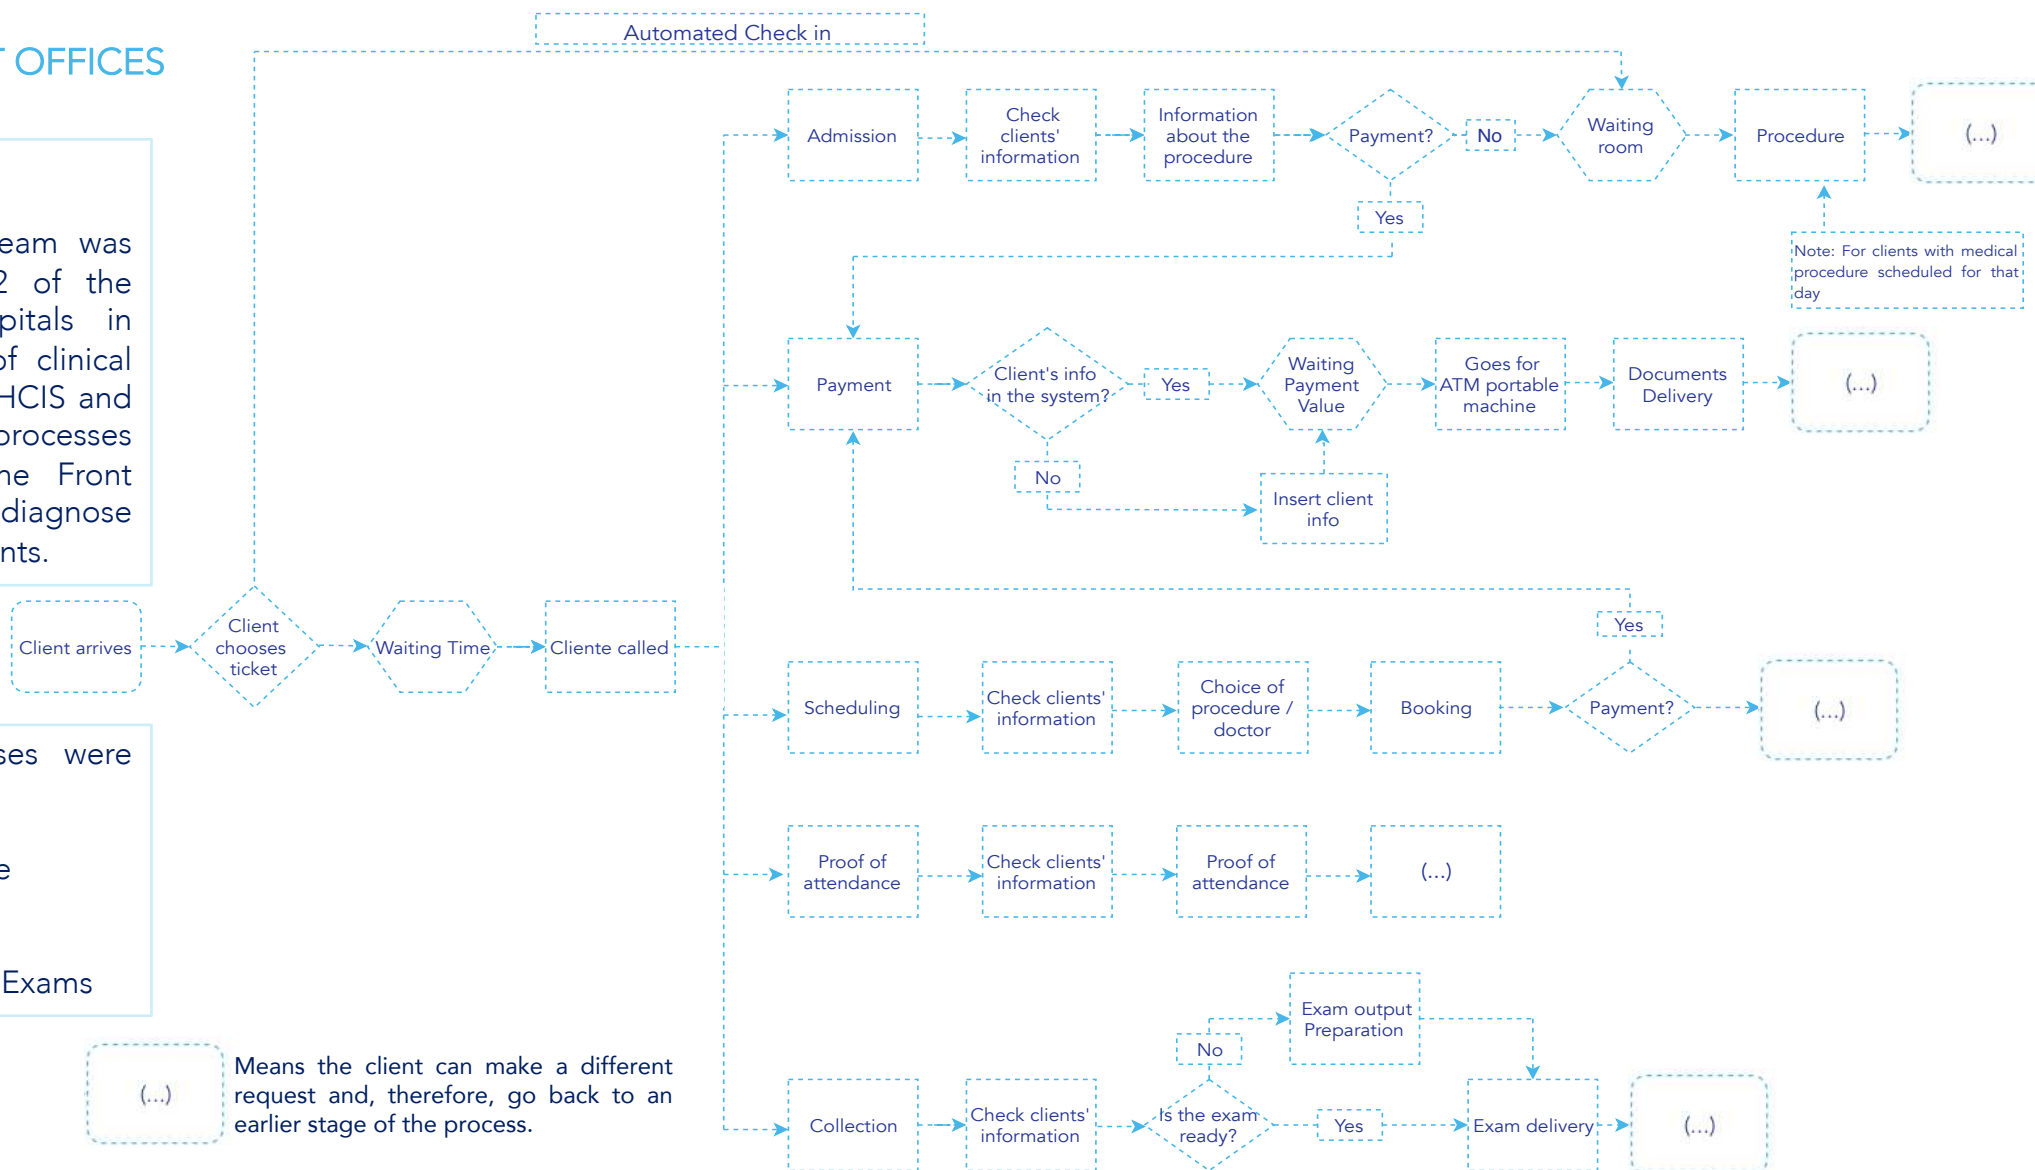 Automated Check in
T OFFICES
eam was
2 of the
pitals in
of clinical
HCIS and
processes
ne Front
diagnose
nts.
Admission
Check
clients'
information
Information
about the
procedure
Payment?
No
Waiting
room
Procedure
(...)
Yes
Note: For clients with medical
procedure scheduled for that
day
Payment
Client's info
in the system?
Yes
Waiting
Payment
Value
Goes for
ATM portable
machine
Documents
Delivery
(...)
No
Insert client
info
Client arrives
Client
chooses
ticket
Waiting Time
Cliente called
Yes
Scheduling
Check clients'
information
Choice of
procedure /
doctor
Booking
Payment?
(...)
ses were
e
Exams
Proof of
attendance
Check clients'
information
Proof of
attendance
(...)
Exam output
Preparation
No
Collection
Check clients'
information
Is the exam
ready?
Yes
Exam delivery
(...)
(...)
Means the client can make a different
request and, therefore, go back to an
earlier stage of the process.